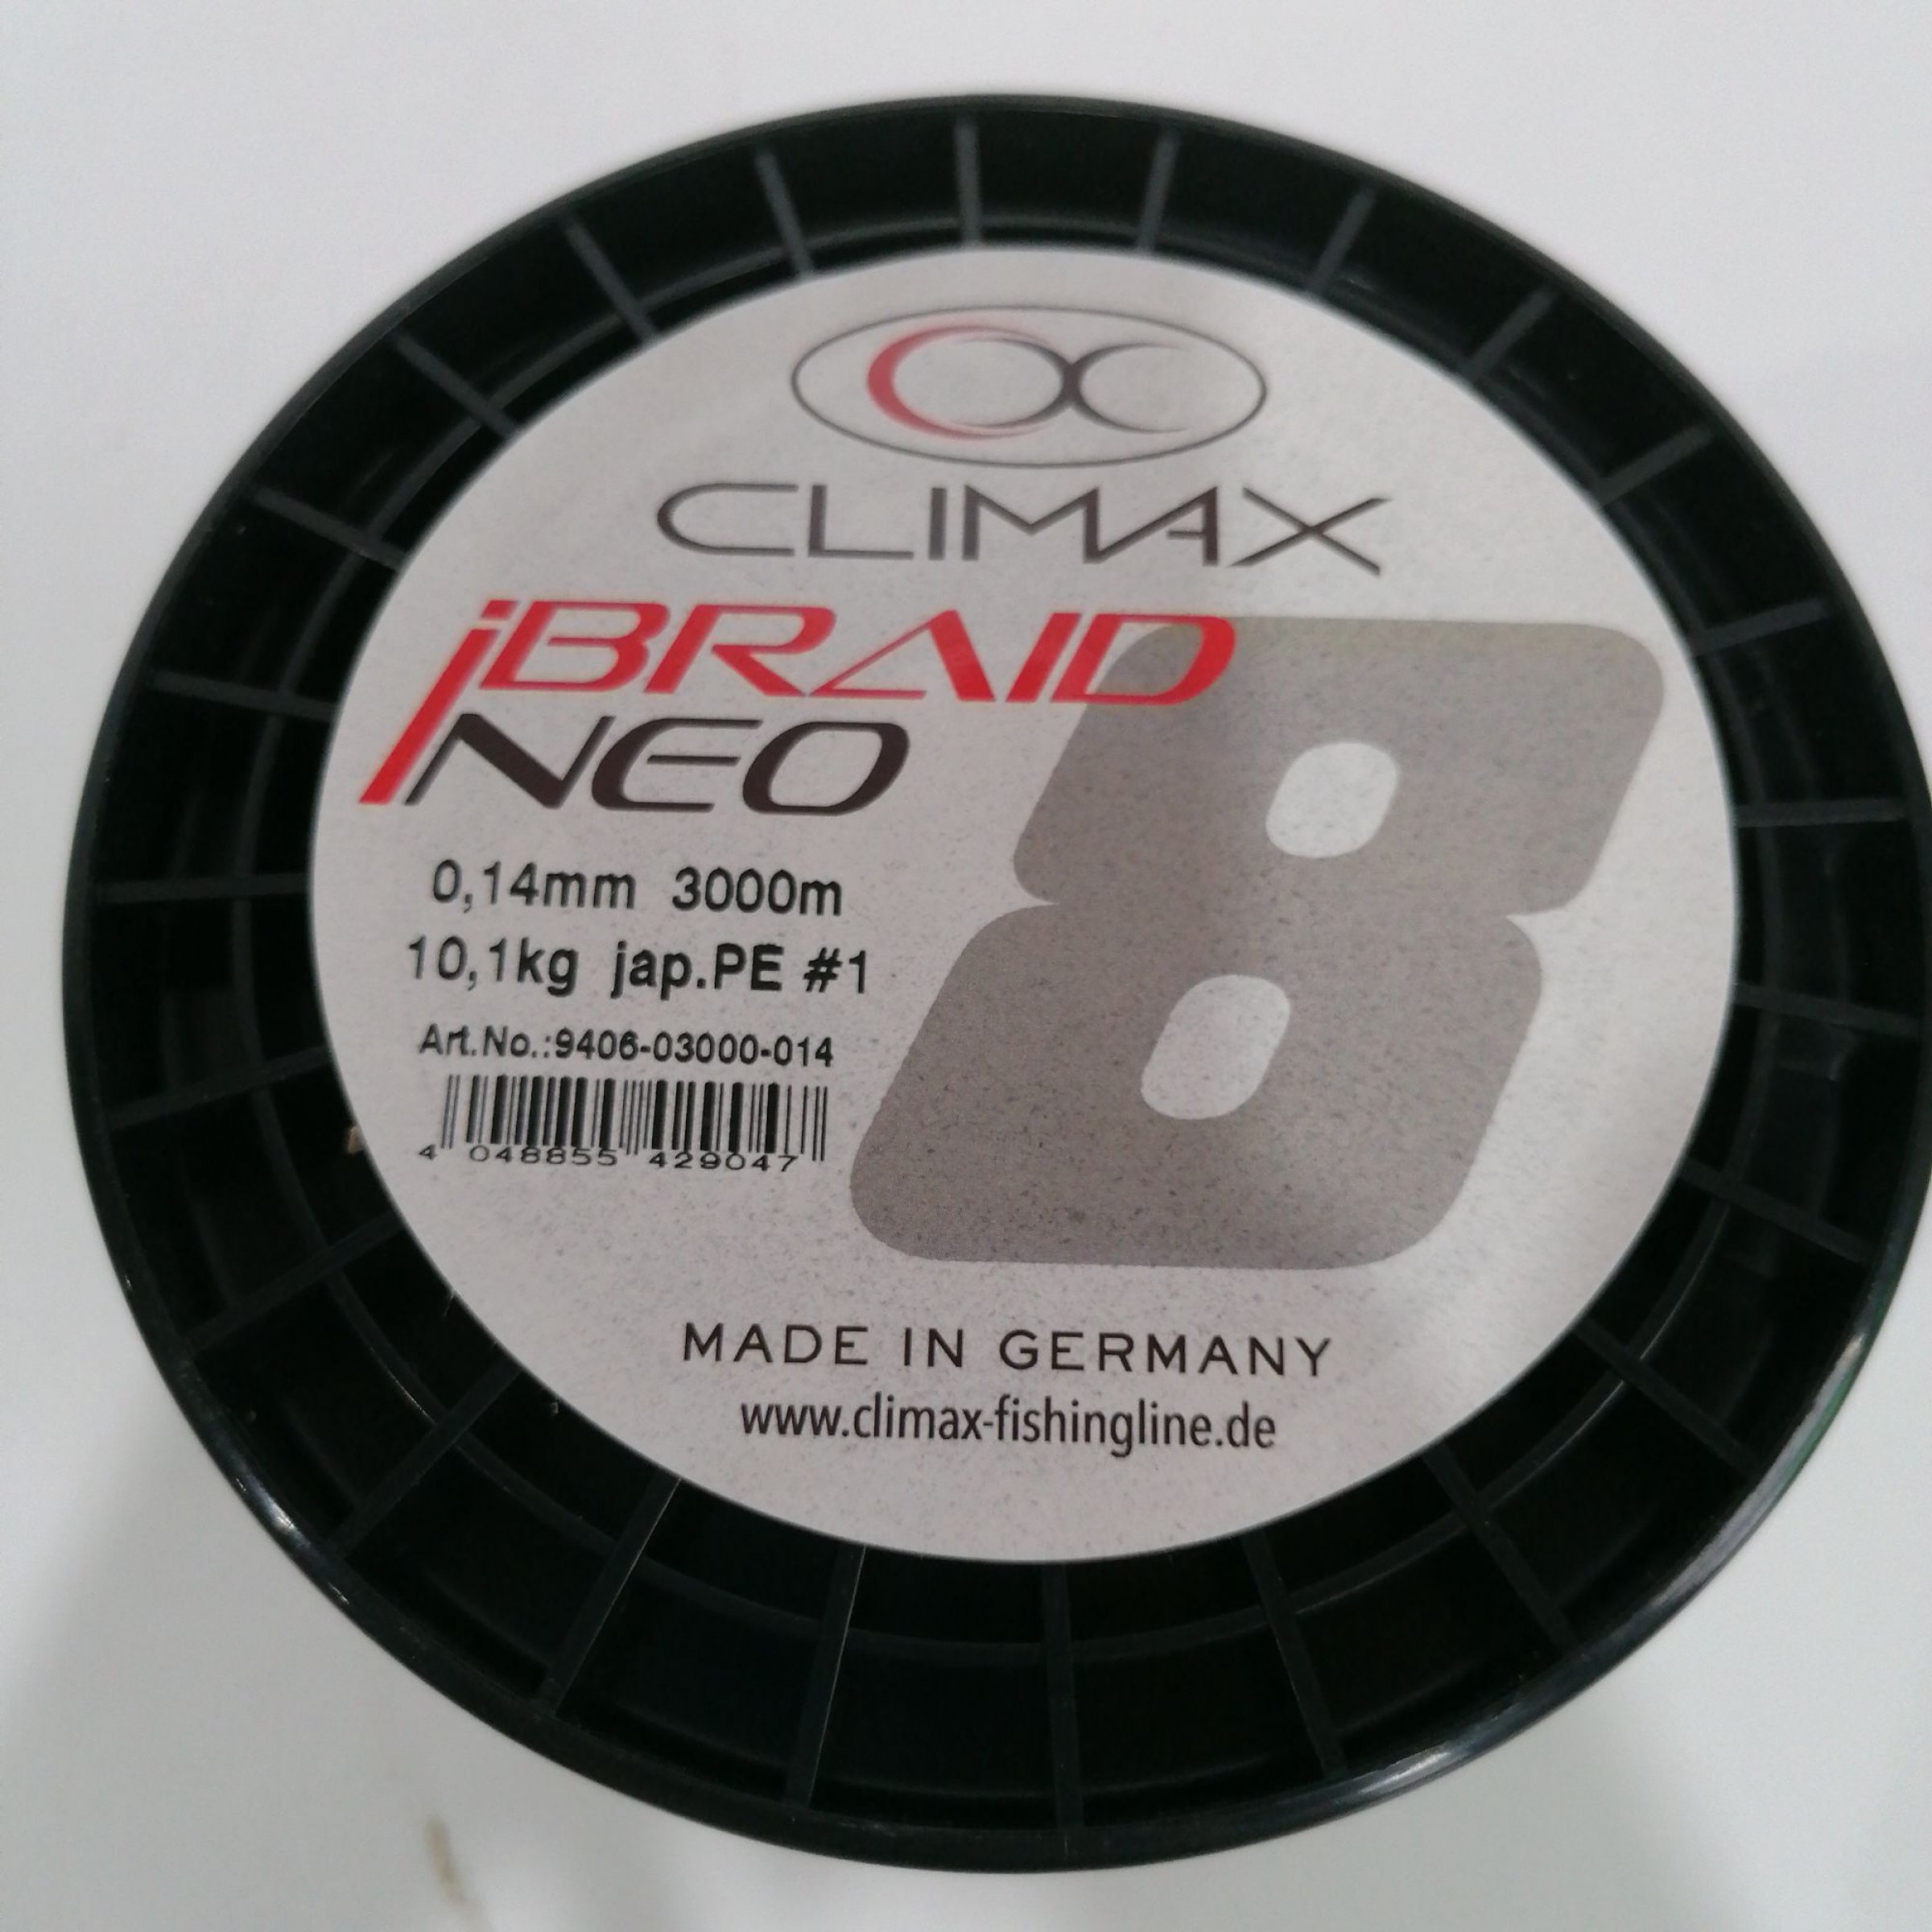 CLIMAX
iBRAID
NEO
8
0,14mm 3000m
10,1kg jap.PE #1
Art.No.:9406-03000-014
4 048855 429047
MADE IN GERMANY
www.climax-fishingline.de